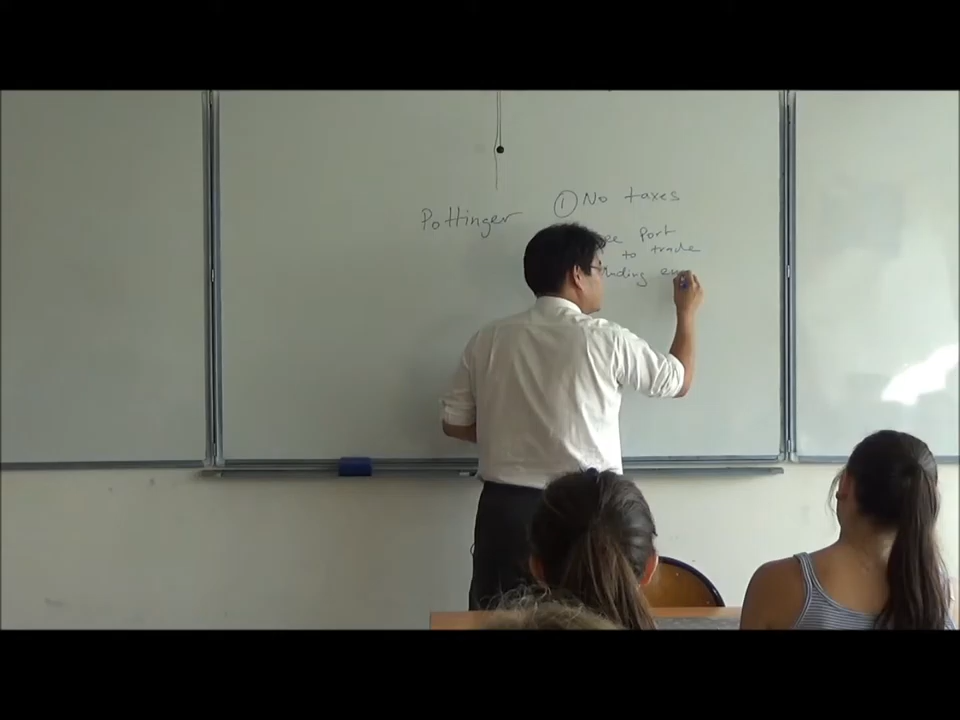 Pottinger
① No taxes
Port
to trade